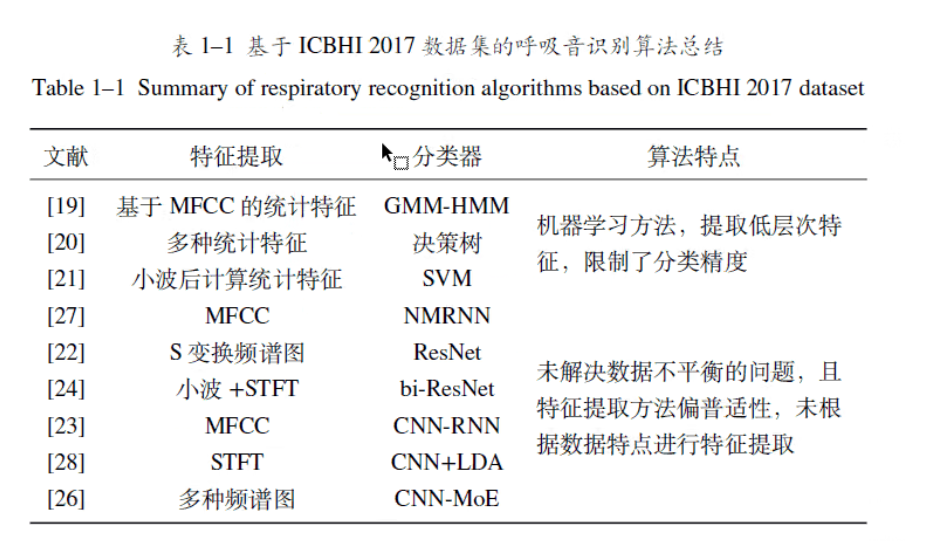 表 1–1 基于 ICBHI 2017 数据集的呼吸音识别算法总结
Table 1–1 Summary of respiratory recognition algorithms based on ICBHI 2017 dataset
文献 特征提取 分类器 算法特点
[19] 基于 MFCC 的统计特征 GMM-HMM
[20] 多种统计特征 决策树
[21] 小波后计算统计特征 SVM
机器学习方法，提取低层次特
征，限制了分类精度
[27] MFCC NMRNN
[22] S 变换频谱图 ResNet
[24] 小波 +STFT bi-ResNet
[23] MFCC CNN-RNN
[28] STFT CNN+LDA
[26] 多种频谱图 CNN-MoE
未解决数据不平衡的问题，且
特征提取方法偏普适性，未根
据数据特点进行特征提取